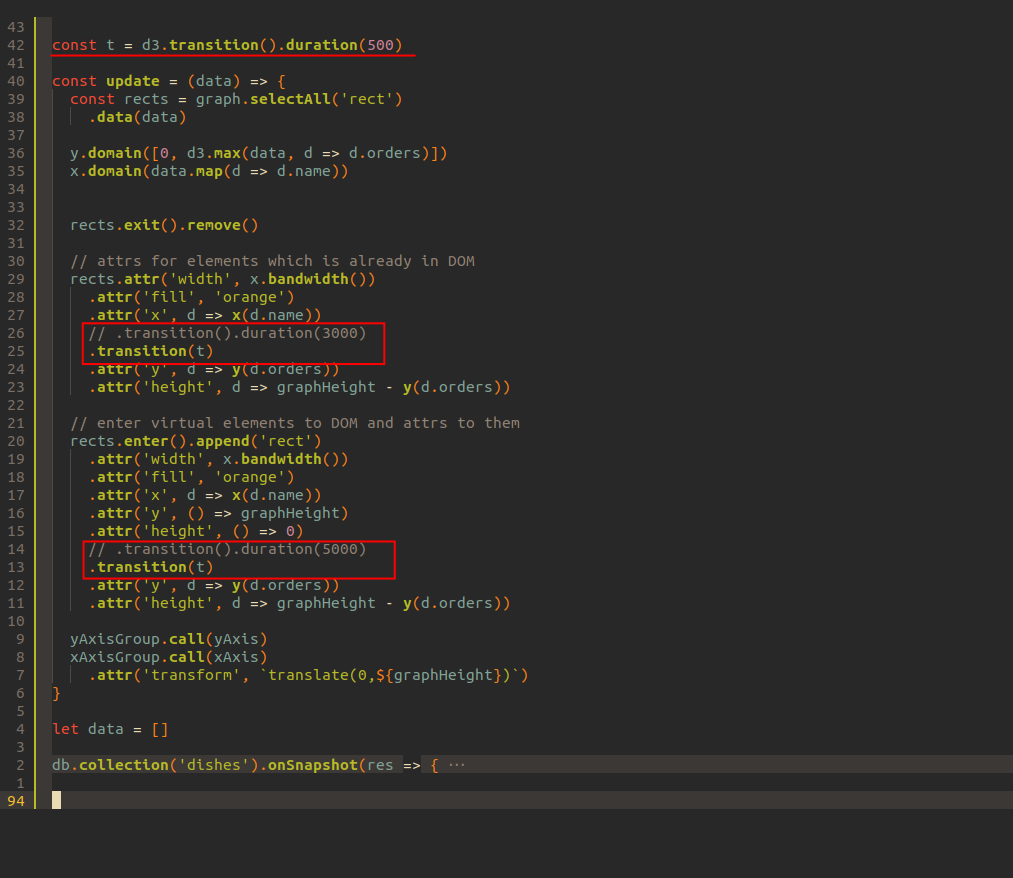 43
42 const t = d3.transition().duration(500)
41
40 const update = (data) => {
39   const rects = graph.selectAll('rect')
38     .data(data)
37
36   y.domain([0, d3.max(data, d => d.orders)])
35   x.domain(data.map(d => d.name))
34
33
32   rects.exit().remove()
31
30   // attrs for elements which is already in DOM
29   rects.attr('width', x.bandwidth())
28     .attr('fill', 'orange')
27     .attr('x', d => x(d.name))
26     // .transition().duration(3000)
25     .transition(t)
24     .attr('y', d => y(d.orders))
23     .attr('height', d => graphHeight - y(d.orders))
22
21   // enter virtual elements to DOM and attrs to them
20   rects.enter().append('rect')
19     .attr('width', x.bandwidth())
18     .attr('fill', 'orange')
17     .attr('x', d => x(d.name))
16     .attr('y', () => graphHeight)
15     .attr('height', () => 0)
14     // .transition().duration(5000)
13     .transition(t)
12     .attr('y', d => y(d.orders))
11     .attr('height', d => graphHeight - y(d.orders))
10
9   yAxisGroup.call(yAxis)
8   xAxisGroup.call(xAxis)
7     .attr('transform', `translate(0,${graphHeight})`)
6 }
5
4 let data = []
3
2 db.collection('dishes').onSnapshot(res => { ···
1
94